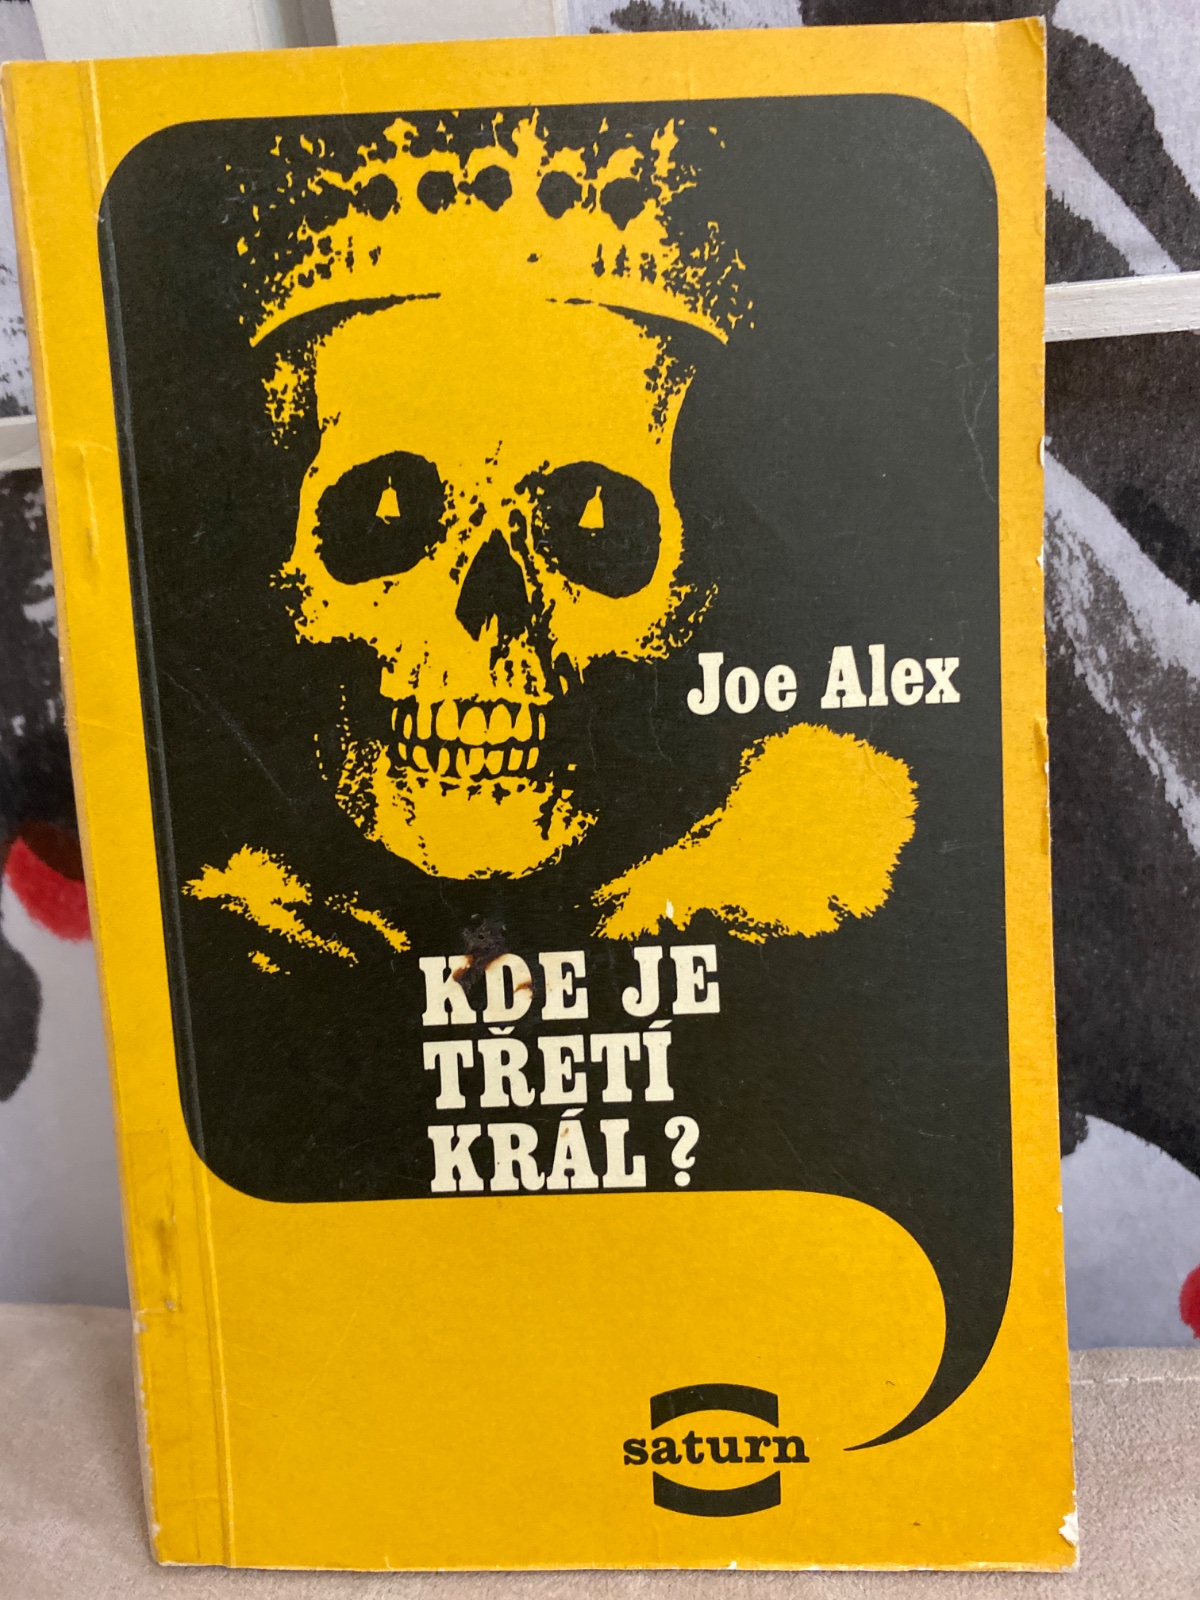 Joe Alex
KDE JE
TŘETÍ
KRÁL?
saturn